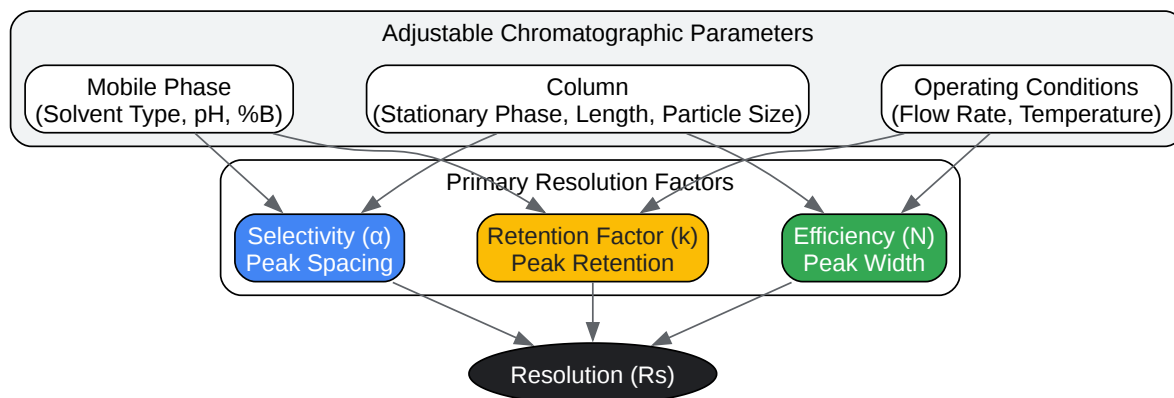 Adjustable Chromatographic Parameters
Mobile Phase
(Solvent Type, pH, %B)
Column
(Stationary Phase, Length, Particle Size)
Operating Conditions
(Flow Rate, Temperature)
Primary Resolution Factors
Selectivity (α)
Peak Spacing
Retention Factor (k)
Peak Retention
Efficiency (N)
Peak Width
Resolution (Rs)